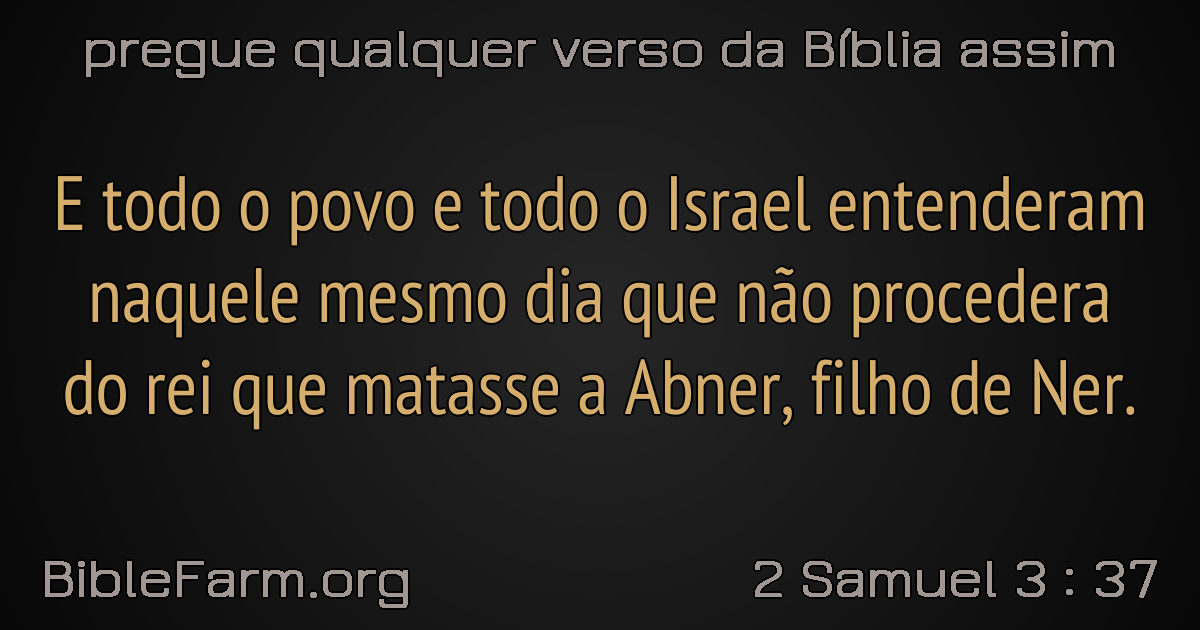 pregue qualquer verso da Bíblia assim
E todo o povo e todo o Israel entenderam
naquele mesmo dia que não procedera
do rei que matasse a Abner, filho de Ner.
BibleFarm.org
2 Samuel 3 : 37